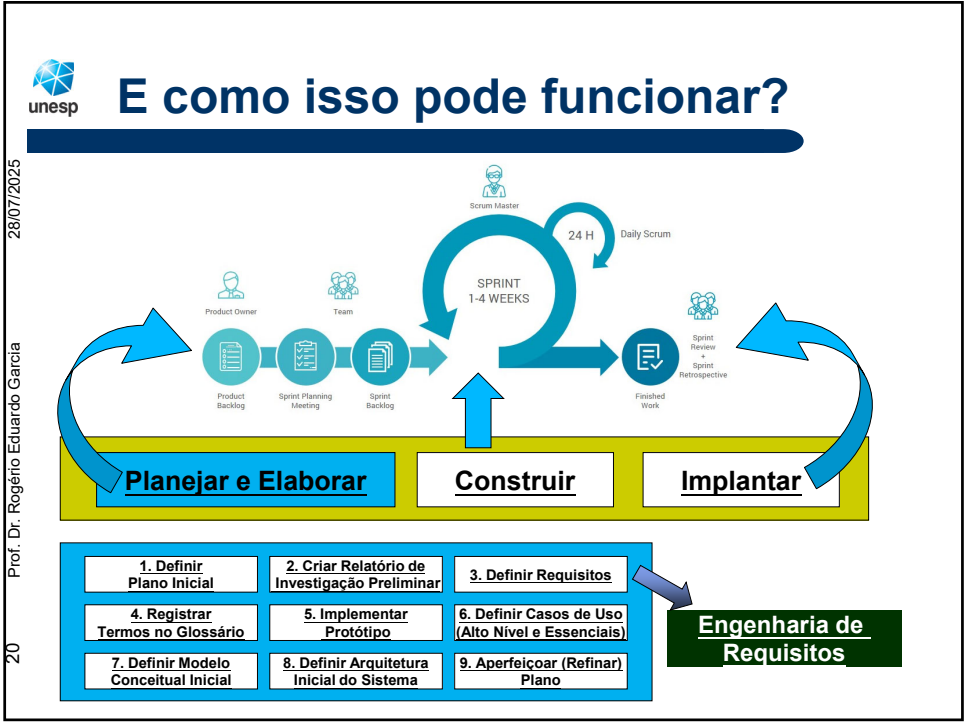 unesp
E como isso pode funcionar?
28/07/2025
Prof. Dr. Rogério Eduardo Garcia
20
Scrum Master
24 H
Daily Scrum
SPRINT
1-4 WEEKS
Product Owner
Team
Product
Backlog
Sprint Planning
Meeting
Sprint
Backlog
Finished
Work
Sprint
Review
+
Sprint
Retrospective
Planejar e Elaborar
Construir
Implantar
1. Definir
Plano Inicial
2. Criar Relatório de
Investigação Preliminar
3. Definir Requisitos
4. Registrar
Termos no Glossário
5. Implementar
Protótipo
6. Definir Casos de Uso
(Alto Nível e Essenciais)
7. Definir Modelo
Conceitual Inicial
8. Definir Arquitetura
Inicial do Sistema
9. Aperfeiçoar (Refinar)
Plano
Engenharia de
Requisitos